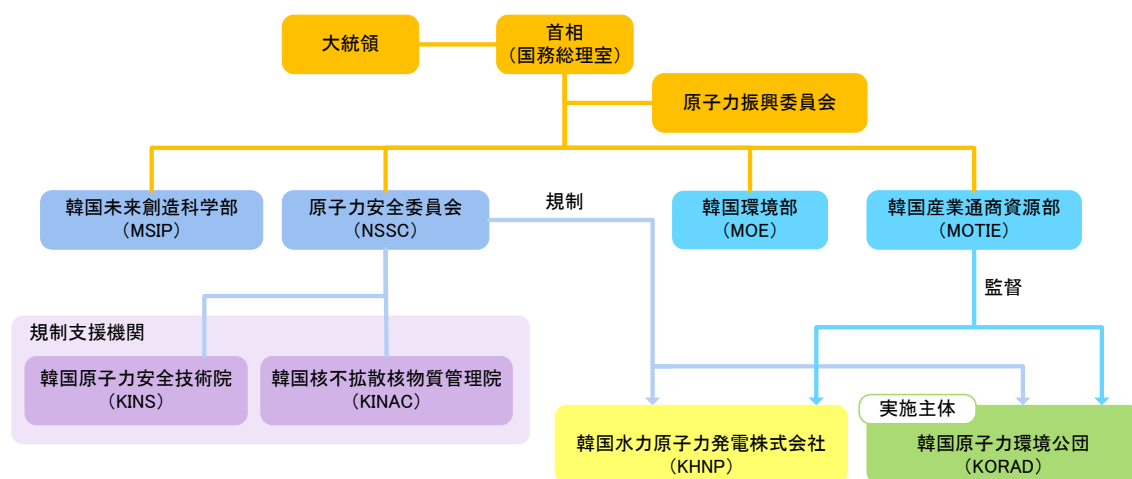 大統領
首相
（国務総理室）
原子力振興委員会
韓国未来創造科学部
（MSIP）
原子力安全委員会
（NSSC）
規制
韓国環境部
（MOE）
韓国産業通商資源部
（MOTIE）
監督
規制支援機関
韓国原子力安全技術院
（KINS）
韓国核不拡散核物質管理院
（KINAC）
実施主体
韓国水力原子力発電株式会社
（KHNP）
韓国原子力環境公団
（KORAD）